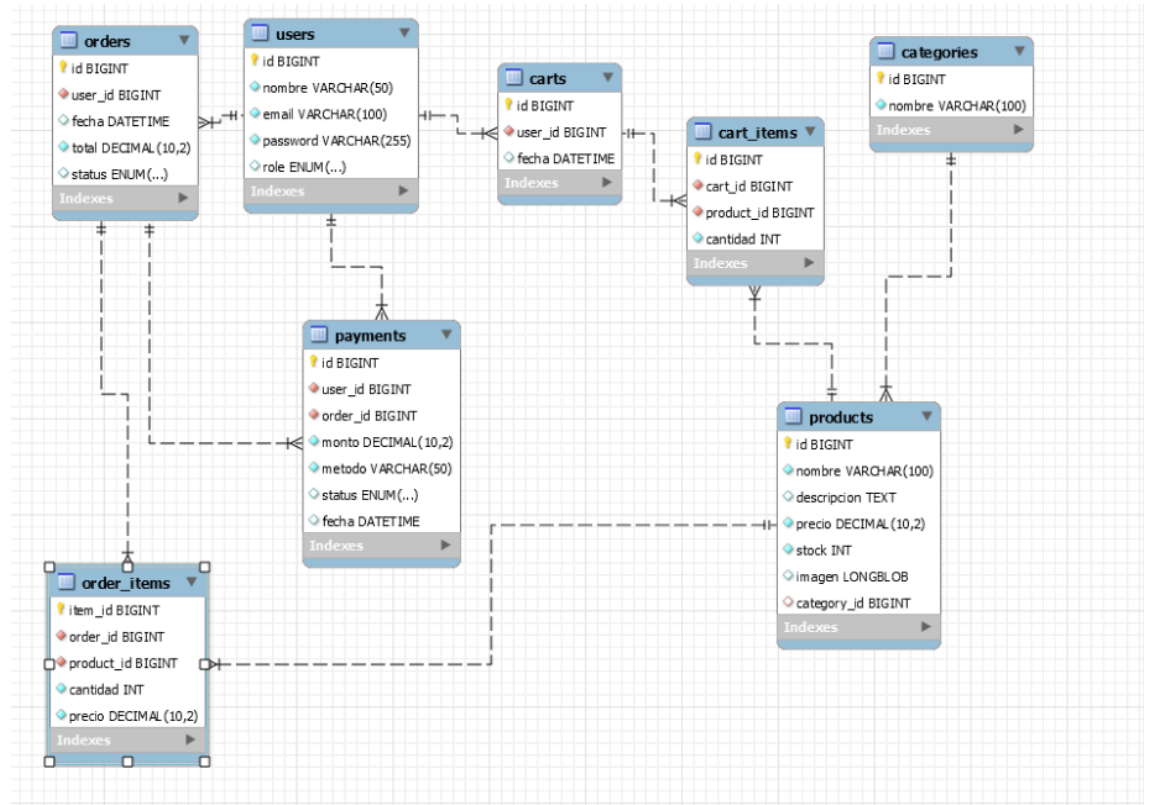 orders
id BIGINT
user_id BIGINT
fecha DATETIME
total DECIMAL(10,2)
status ENUM(...)
Indexes
users
id BIGINT
nombre VARCHAR(50)
email VARCHAR(100)
password VARCHAR(255)
role ENUM(...)
Indexes
carts
id BIGINT
user_id BIGINT
fecha DATETIME
Indexes
cart_items
id BIGINT
cart_id BIGINT
product_id BIGINT
cantidad INT
Indexes
categories
id BIGINT
nombre VARCHAR(100)
Indexes
payments
id BIGINT
user_id BIGINT
order_id BIGINT
monto DECIMAL(10,2)
metodo VARCHAR(50)
status ENUM(...)
fecha DATETIME
Indexes
products
id BIGINT
nombre VARCHAR(100)
descripcion TEXT
precio DECIMAL(10,2)
stock INT
imagen LONGBLOB
category_id BIGINT
Indexes
order_items
item_id BIGINT
order_id BIGINT
product_id BIGINT
cantidad INT
precio DECIMAL(10,2)
Indexes